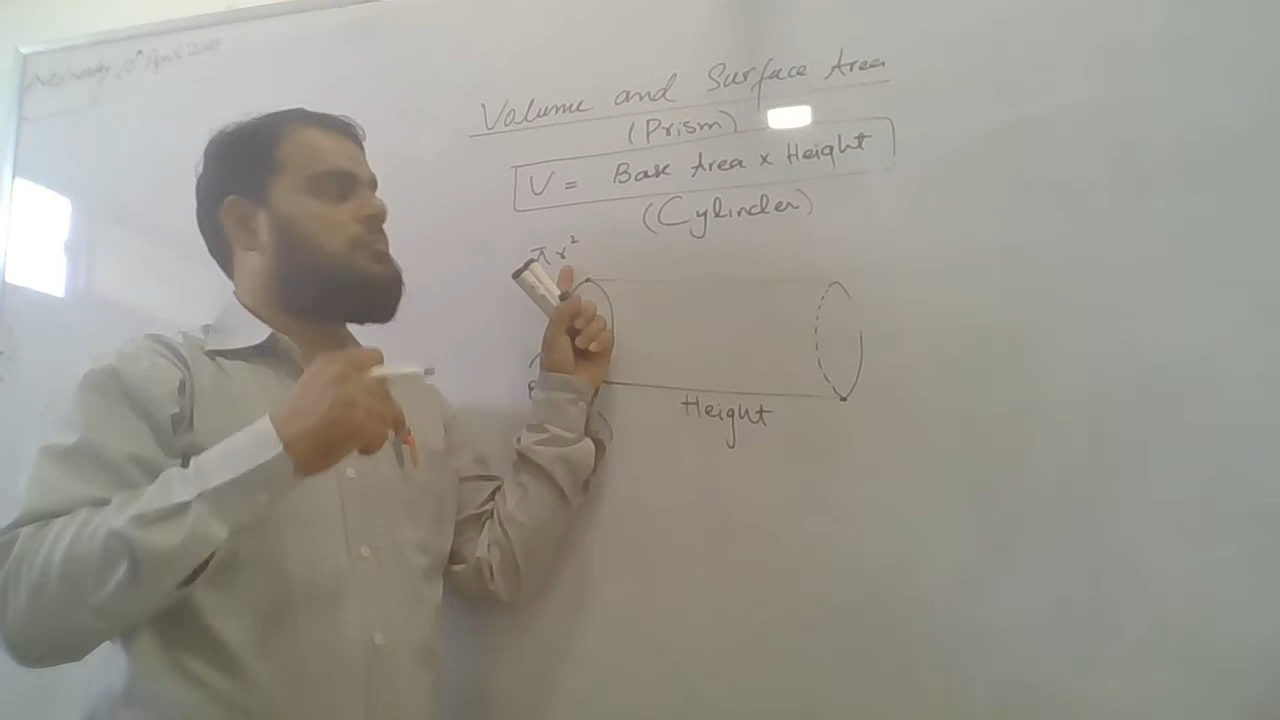 Volume and Surface Area
(Prism)
V = Base Area x Height
(Cylinder)
πr²
Height